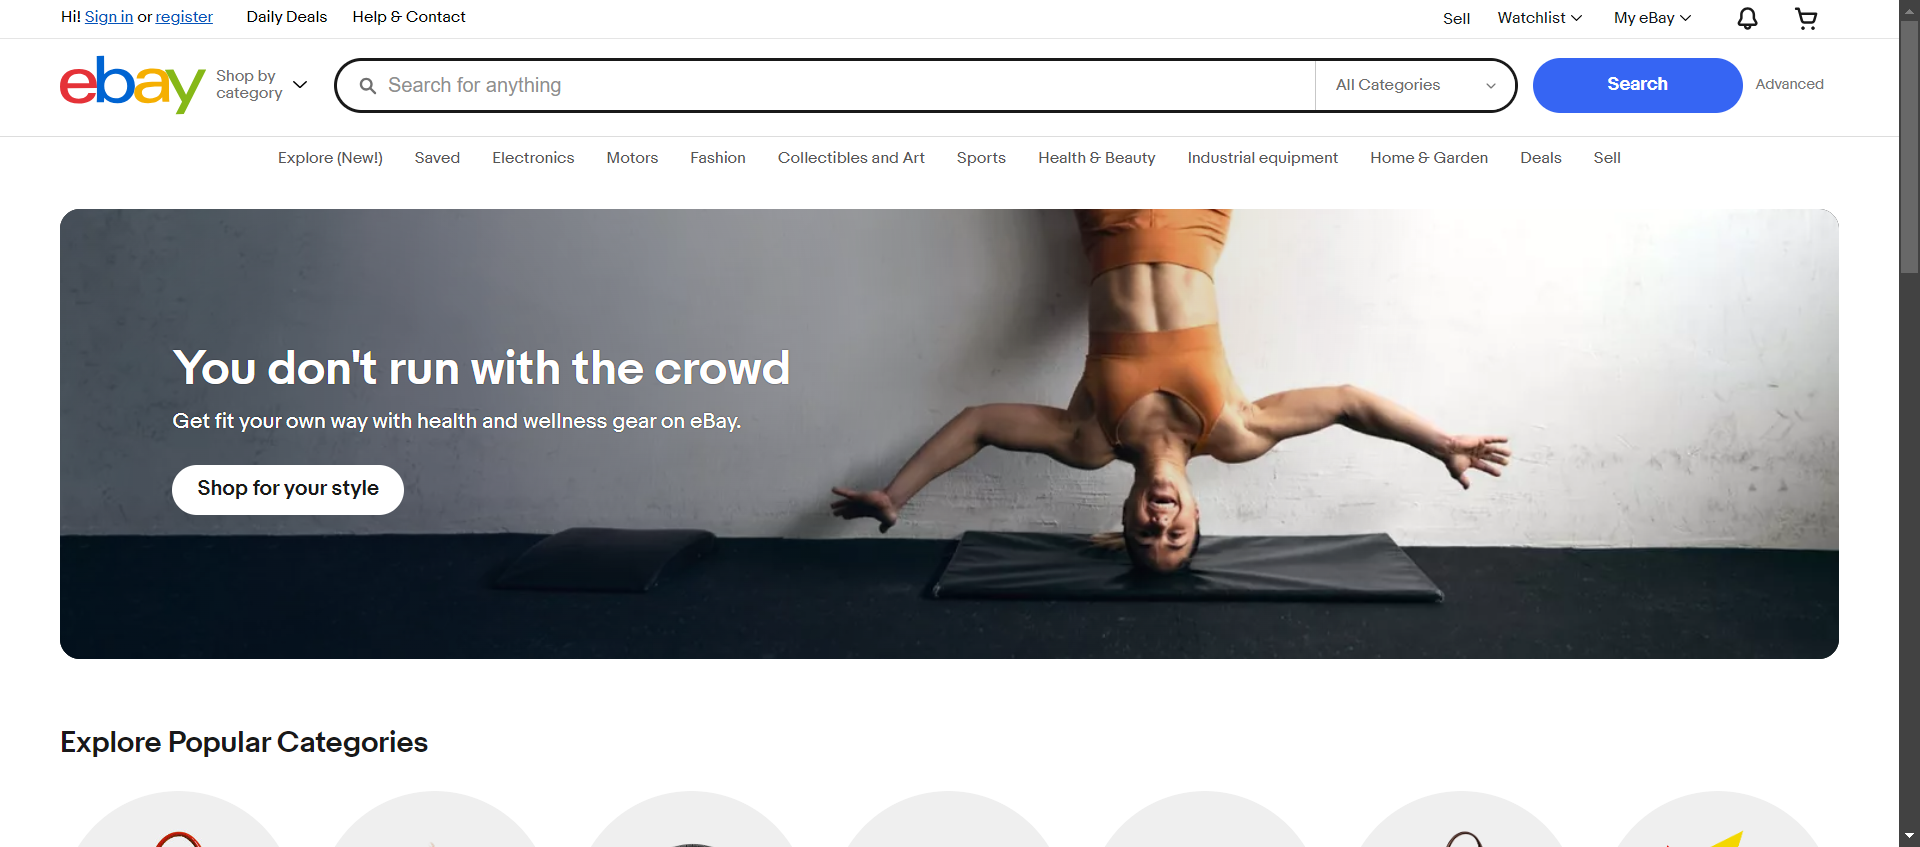 Hi! Sign in or register Daily Deals Help & Contact Sell Watchlist My eBay
ebay Shop by category Search for anything All Categories Search Advanced
Explore (New!) Saved Electronics Motors Fashion Collectibles and Art Sports Health & Beauty Industrial equipment Home & Garden Deals Sell
You don't run with the crowd
Get fit your own way with health and wellness gear on eBay.
Shop for your style
Explore Popular Categories